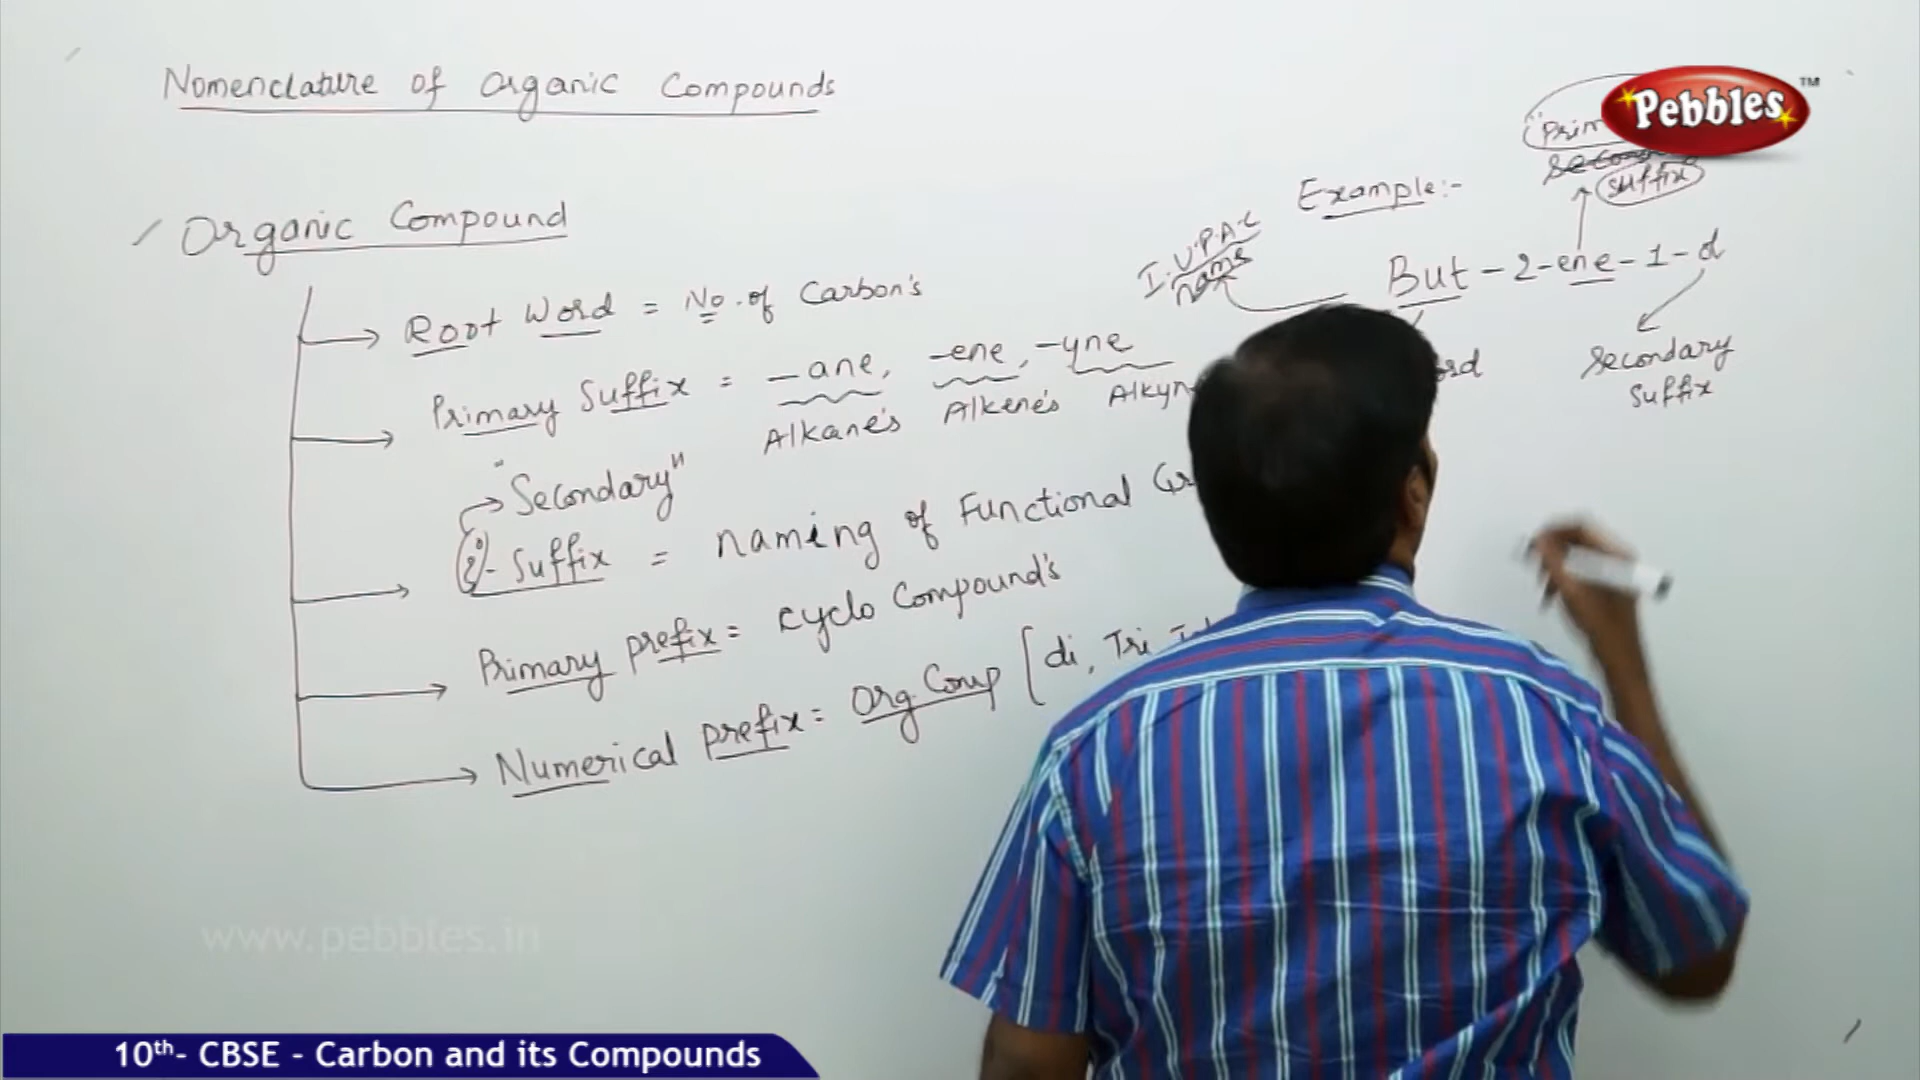 Nomenclature of Organic Compounds
Pebbles TM
Suffix
Example:-
Organic Compound
I.U.P.A.C
name
But - 2-ene-1-ol
Root Word = No. of Carbon's
Primary Suffix = -ane, -ene, -yne
Alkane's Alkene's
Secondary
Suffix
"Secondary"
2°- Suffix = naming of Functional
Primary prefix = cyclo Compound's
Numerical prefix = Org. Comp [ di, Tri
www.pebbles.in
10th- CBSE - Carbon and its Compounds